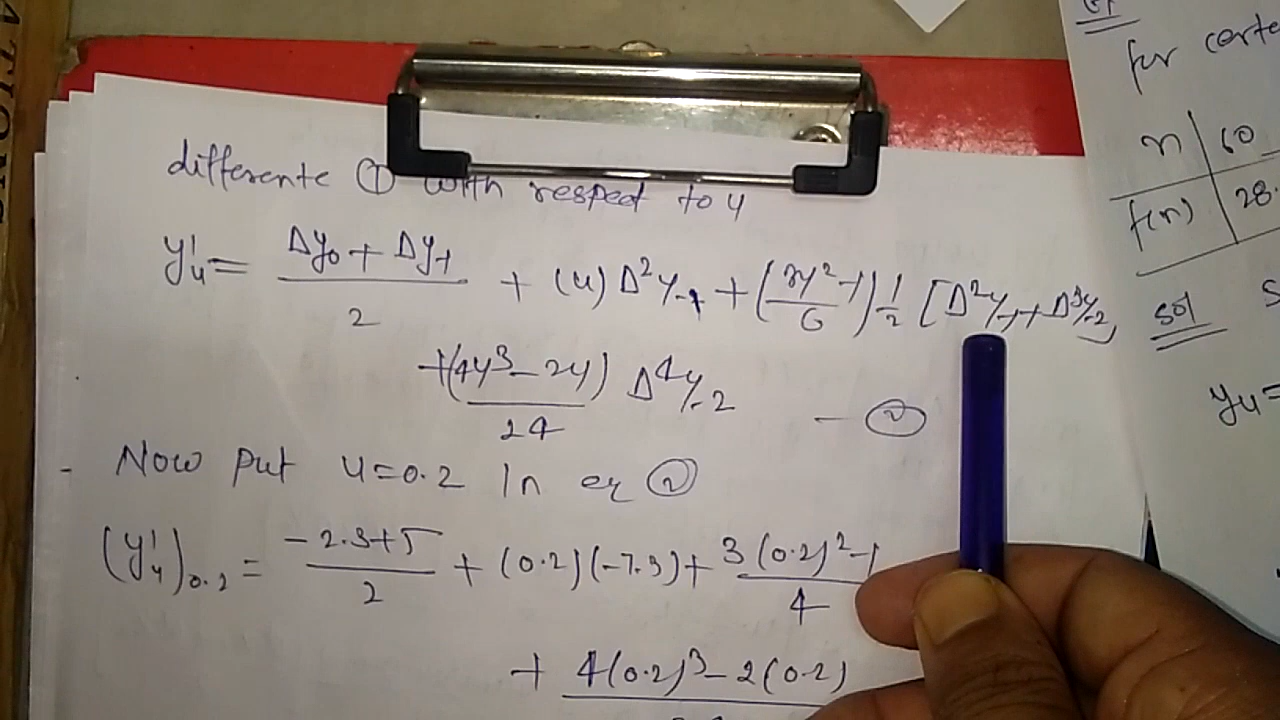 differente ① with respect to u
y'u = Δy0 + Δy-1 / 2 + (u) Δ²y-1 + (3u² - 1 / 6) 1/2 [Δ²y-1 + Δ³y-2]
+ (4u³ - 2u) / 24 Δ⁴y-2 - ②
- Now put u = 0.2 In eq ②
(y'u)0.2 = -2.3 + 5 / 2 + (0.2)(-7.3) + 3(0.2)² - 1 / 4
+ 4(0.2)³ - 2(0.2)
for certa
n | 60
f(n) | 28.
Sol S
yu =